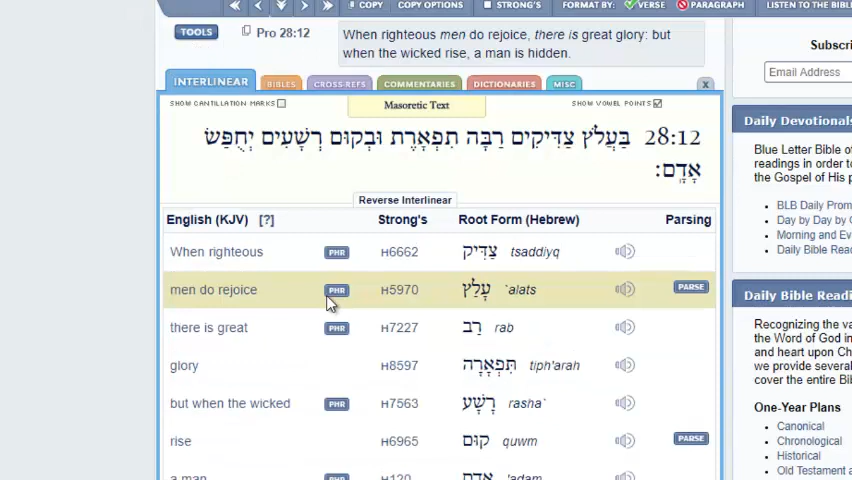 COPY COPY OPTIONS STRONG'S FORMAT BY: VERSE PARAGRAPH LISTEN TO THE BIBL
TOOLS Pro 28:12
When righteous men do rejoice, there is great glory: but
when the wicked rise, a man is hidden.
Subscri
Email Address
INTERLINEAR BIBLES CROSS-REFS COMMENTARIES DICTIONARIES MISC X
SHOW CANTILLATION MARKS Masoretic Text SHOW VOWEL POINTS
28:12 בַּעֲלֹץ צַדִּיקִים רַבָּה תִפְאָרֶת וּבְקוּם רְשָׁעִים יְחֻפַּשׂ
אָדָֽם׃
Reverse Interlinear
English (KJV) [?] Strong's Root Form (Hebrew) Parsing
When righteous PHR H6662 צַדִּיק tsaddiyq
men do rejoice PHR H5970 עָלַץ `alats PARSE
there is great PHR H7227 רַב rab
glory H8597 תִּפְאָרָה tiph'arah
but when the wicked PHR H7563 רָשָׁע rasha`
rise H6965 קוּם quwm PARSE
a man PHR H120 אָדָם 'adam
Daily Devotionals
Blue Letter Bible of
readings in order to
the Gospel of His p
BLB Daily Prom
Day by Day by G
Morning and Ev
Daily Bible Read
Daily Bible Readi
Recognizing the va
the Word of God in
and heart upon Ch
we provide several
cover the entire Bi
One-Year Plans
Canonical
Chronological
Historical
Old Testament a